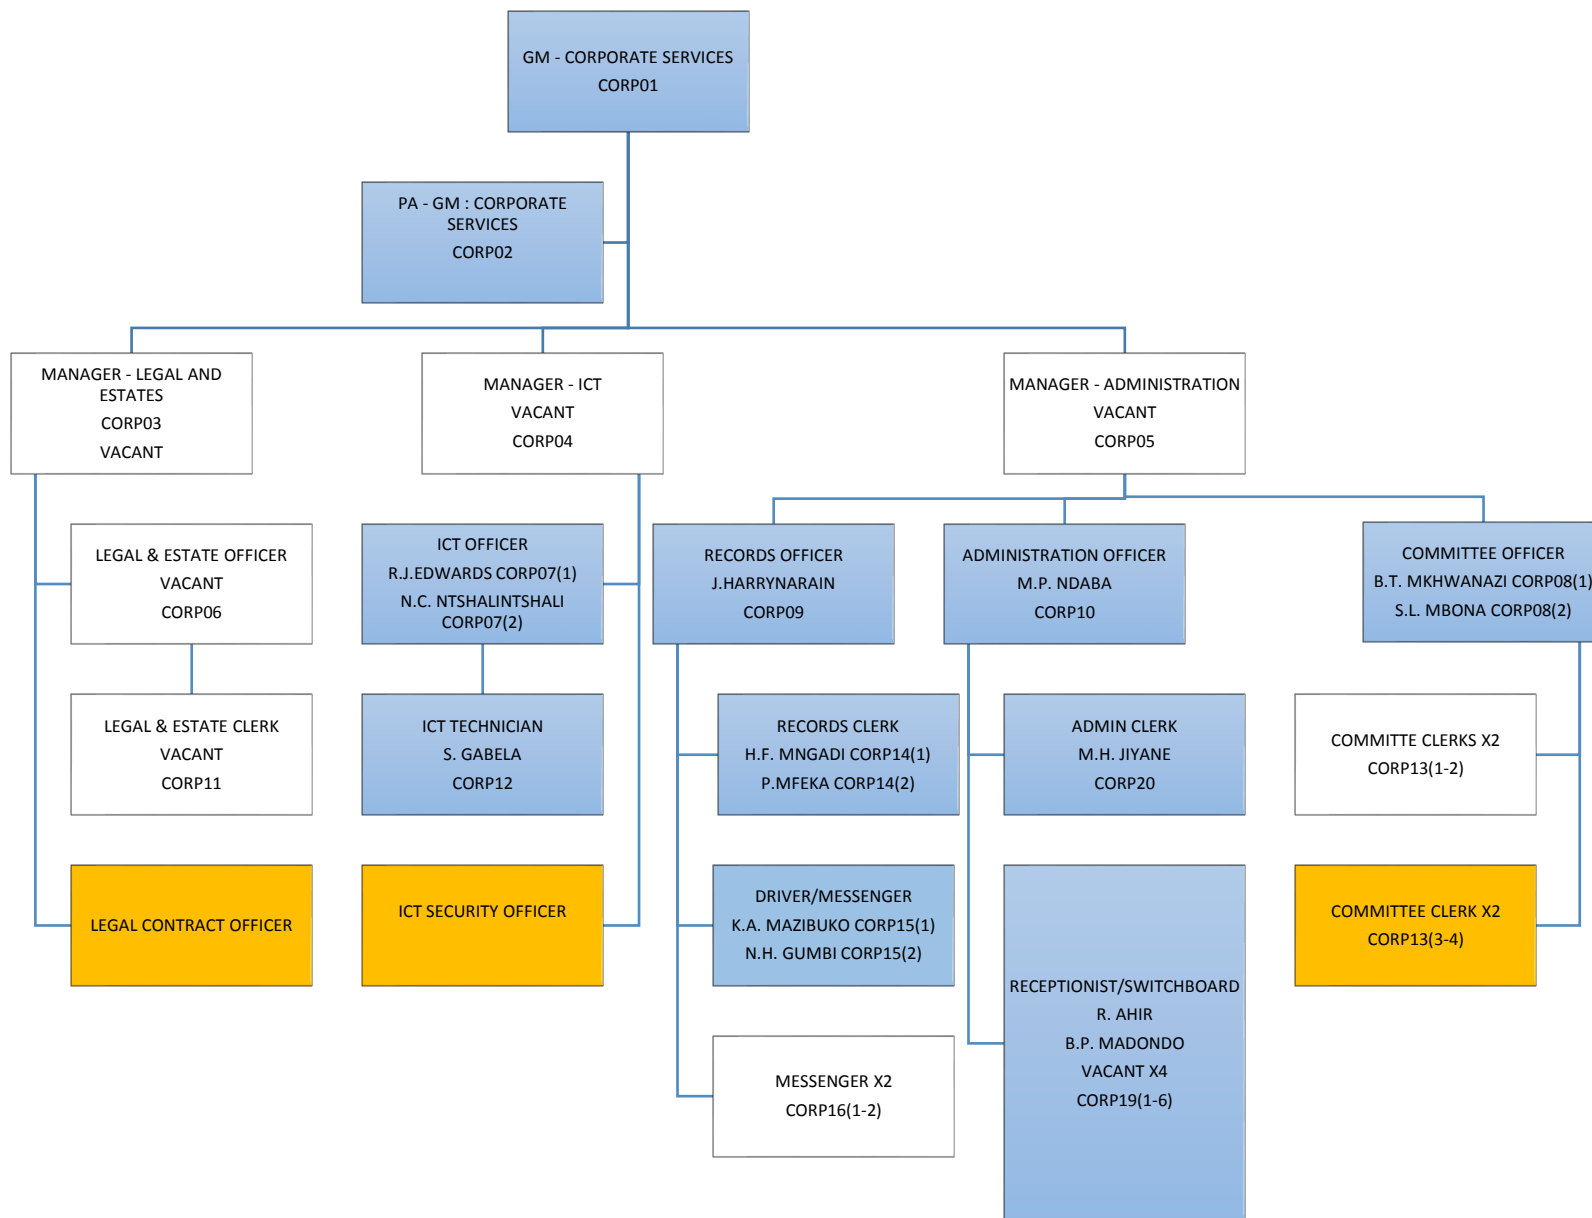 GM - CORPORATE SERVICES
CORP01
PA - GM : CORPORATE
SERVICES
CORP02
MANAGER - LEGAL AND
ESTATES
CORP03
VACANT
MANAGER - ICT
VACANT
CORP04
MANAGER - ADMINISTRATION
VACANT
CORP05
LEGAL & ESTATE OFFICER
VACANT
CORP06
ICT OFFICER
R.J.EDWARDS CORP07(1)
N.C. NTSHALINTSHALI
CORP07(2)
RECORDS OFFICER
J.HARRYNARAIN
CORP09
ADMINISTRATION OFFICER
M.P. NDABA
CORP10
COMMITTEE OFFICER
B.T. MKHWANAZI CORP08(1)
S.L. MBONA CORP08(2)
LEGAL & ESTATE CLERK
VACANT
CORP11
ICT TECHNICIAN
S. GABELA
CORP12
RECORDS CLERK
H.F. MNGADI CORP14(1)
P.MFEKA CORP14(2)
ADMIN CLERK
M.H. JIYANE
CORP20
COMMITTE CLERKS X2
CORP13(1-2)
LEGAL CONTRACT OFFICER
ICT SECURITY OFFICER
DRIVER/MESSENGER
K.A. MAZIBUKO CORP15(1)
N.H. GUMBI CORP15(2)
RECEPTIONIST/SWITCHBOARD
R. AHIR
B.P. MADONDO
VACANT X4
CORP19(1-6)
COMMITTEE CLERK X2
CORP13(3-4)
MESSENGER X2
CORP16(1-2)